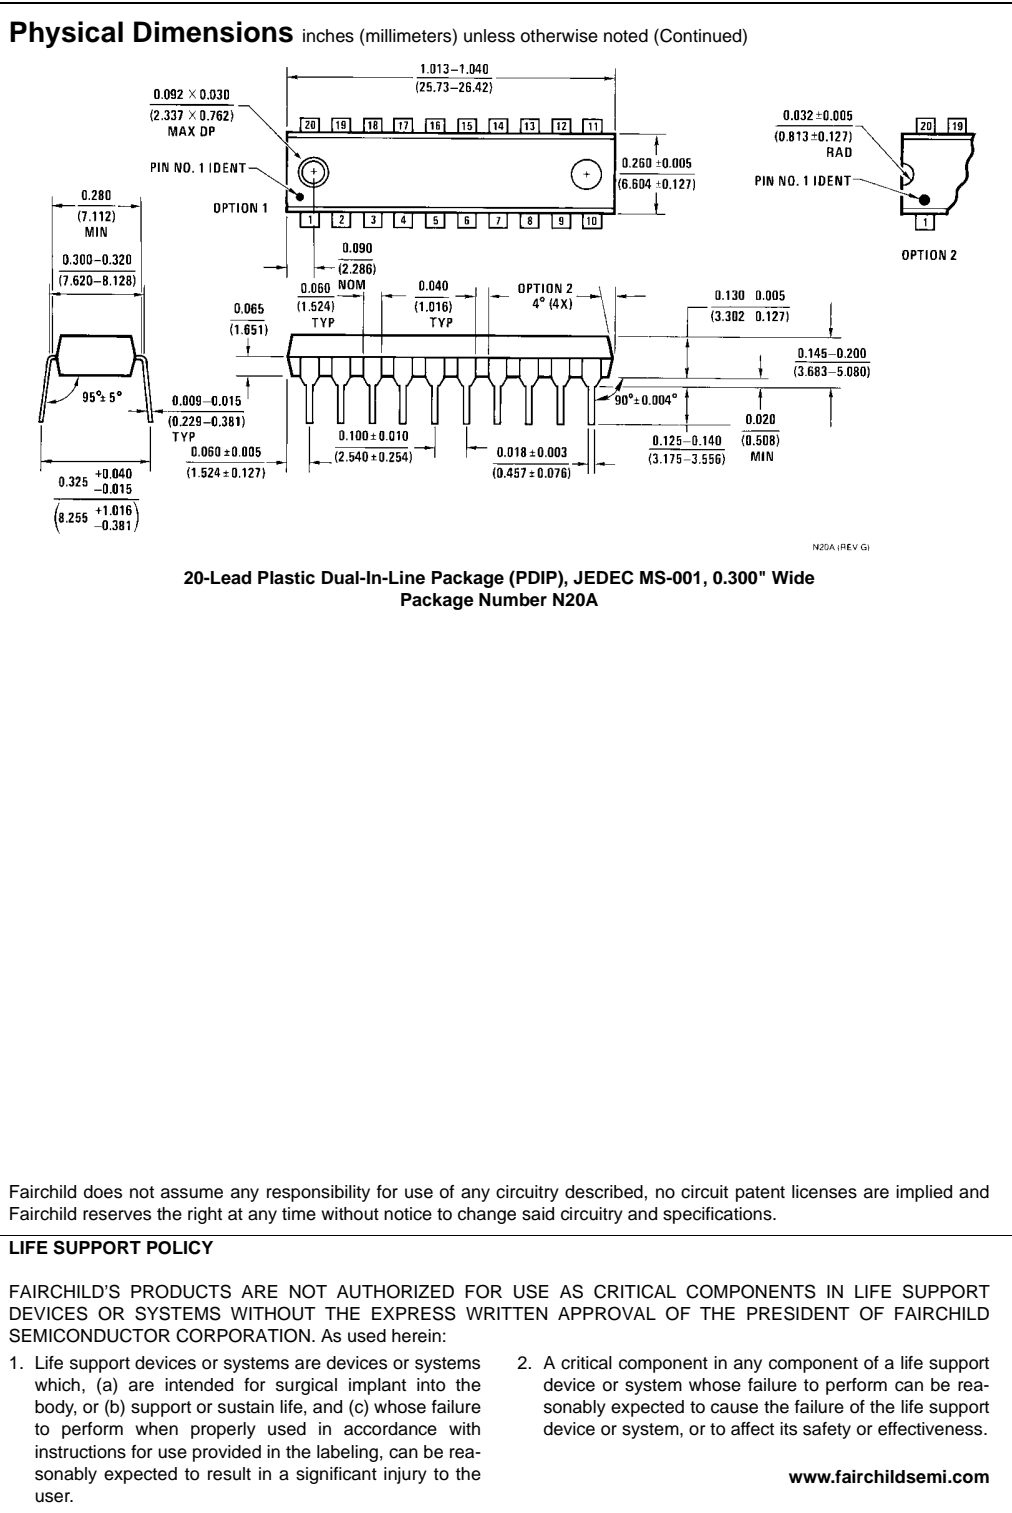 Physical Dimensions inches (millimeters) unless otherwise noted (Continued)
1.013–1.040
(25.73–26.42)
0.092 × 0.030
(2.337 × 0.762)
MAX DP
20 19 18 17 16 15 14 13 12 11
0.032 ±0.005
(0.813 ±0.127)
RAD
20 19
PIN NO. 1 IDENT
0.260 ±0.005
(6.604 ±0.127)
PIN NO. 1 IDENT
OPTION 1
1 2 3 4 5 6 7 8 9 10
1
OPTION 2
0.280
(7.112)
MIN
0.090
(2.286)
NOM
0.300–0.320
(7.620–8.128)
0.060
(1.524)
TYP
0.040
(1.016)
TYP
OPTION 2
4° (4X)
0.130 0.005
(3.302 0.127)
0.065
(1.651)
0.145–0.200
(3.683–5.080)
95°± 5°
0.009–0.015
(0.229–0.381)
TYP
90°±0.004°
0.020
(0.508)
MIN
0.100 ± 0.010
(2.540 ± 0.254)
0.125–0.140
(3.175–3.556)
0.060 ±0.005
(1.524 ± 0.127)
0.018 ± 0.003
(0.457 ± 0.076)
0.325 +0.040 –0.015
(8.255 +1.016 –0.381)
N20A (REV G)
20-Lead Plastic Dual-In-Line Package (PDIP), JEDEC MS-001, 0.300" Wide
Package Number N20A
Fairchild does not assume any responsibility for use of any circuitry described, no circuit patent licenses are implied and
Fairchild reserves the right at any time without notice to change said circuitry and specifications.
LIFE SUPPORT POLICY
FAIRCHILD'S PRODUCTS ARE NOT AUTHORIZED FOR USE AS CRITICAL COMPONENTS IN LIFE SUPPORT
DEVICES OR SYSTEMS WITHOUT THE EXPRESS WRITTEN APPROVAL OF THE PRESIDENT OF FAIRCHILD
SEMICONDUCTOR CORPORATION. As used herein:
1. Life support devices or systems are devices or systems
which, (a) are intended for surgical implant into the
body, or (b) support or sustain life, and (c) whose failure
to perform when properly used in accordance with
instructions for use provided in the labeling, can be rea-
sonably expected to result in a significant injury to the
user.
2. A critical component in any component of a life support
device or system whose failure to perform can be rea-
sonably expected to cause the failure of the life support
device or system, or to affect its safety or effectiveness.
www.fairchildsemi.com